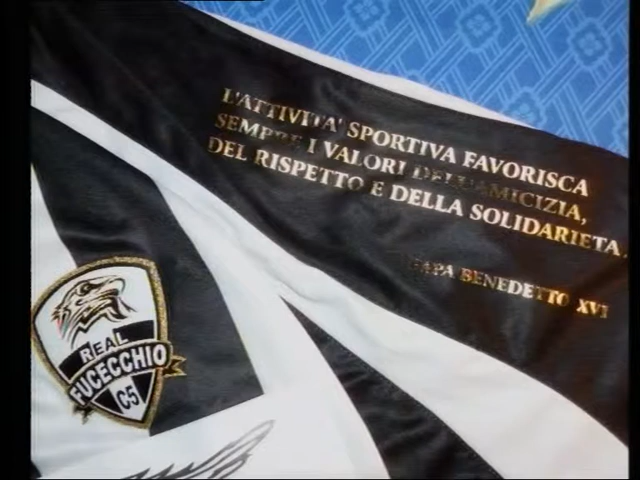 L'ATTIVITA' SPORTIVA FAVORISCA
SEMPRE I VALORI DELL'AMICIZIA,
DEL RISPETTO E DELLA SOLIDARIETA'.
PAPA BENEDETTO XVI
REAL
FUCECCHIO
C5